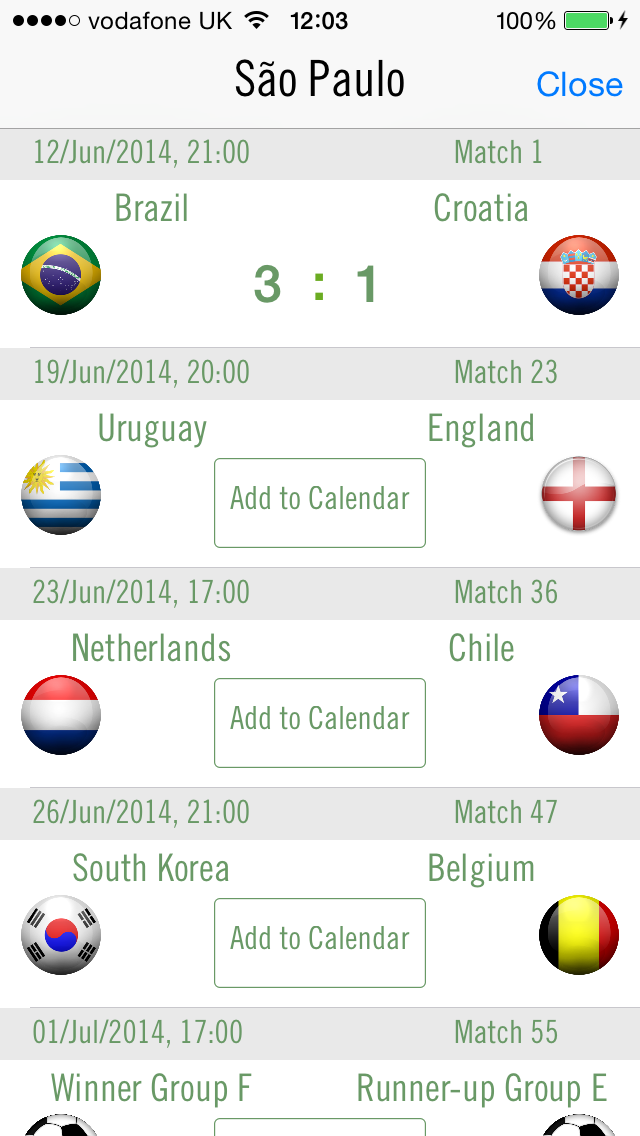 vodafone UK 12:03 100%
São Paulo
Close
12/Jun/2014, 21:00 Match 1
Brazil Croatia
3 : 1
19/Jun/2014, 20:00 Match 23
Uruguay England
Add to Calendar
23/Jun/2014, 17:00 Match 36
Netherlands Chile
Add to Calendar
26/Jun/2014, 21:00 Match 47
South Korea Belgium
Add to Calendar
01/Jul/2014, 17:00 Match 55
Winner Group F Runner-up Group E